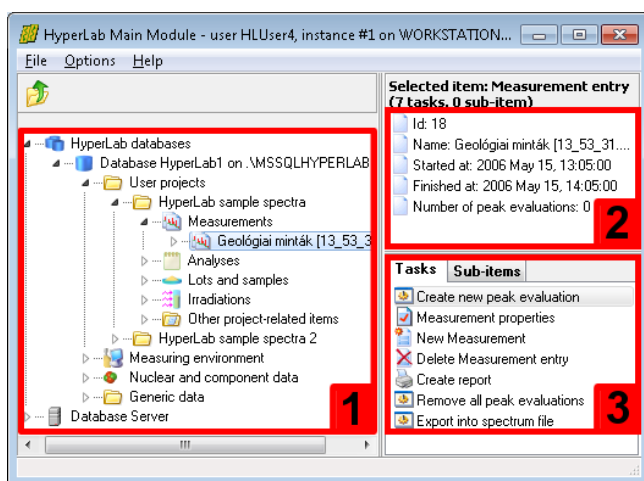 HyperLab Main Module - user HLUser4, instance #1 on WORKSTATION...
File Options Help
HyperLab databases
Database HyperLab1 on .\MSSQLHYPERLAB
User projects
HyperLab sample spectra
Measurements
Geológiai minták [13_53_3
Analyses
Lots and samples
Irradiations
Other project-related items
HyperLab sample spectra 2
Measuring environment
Nuclear and component data
Generic data
Database Server
1
Selected item: Measurement entry
(7 tasks, 0 sub-item)
Id: 18
Name: Geológiai minták [13_53_31....
Started at: 2006 May 15, 13:05:00
Finished at: 2006 May 15, 14:05:00
Number of peak evaluations: 0
2
Tasks Sub-items
Create new peak evaluation
Measurement properties
New Measurement
Delete Measurement entry
Create report
Remove all peak evaluations
Export into spectrum file
3